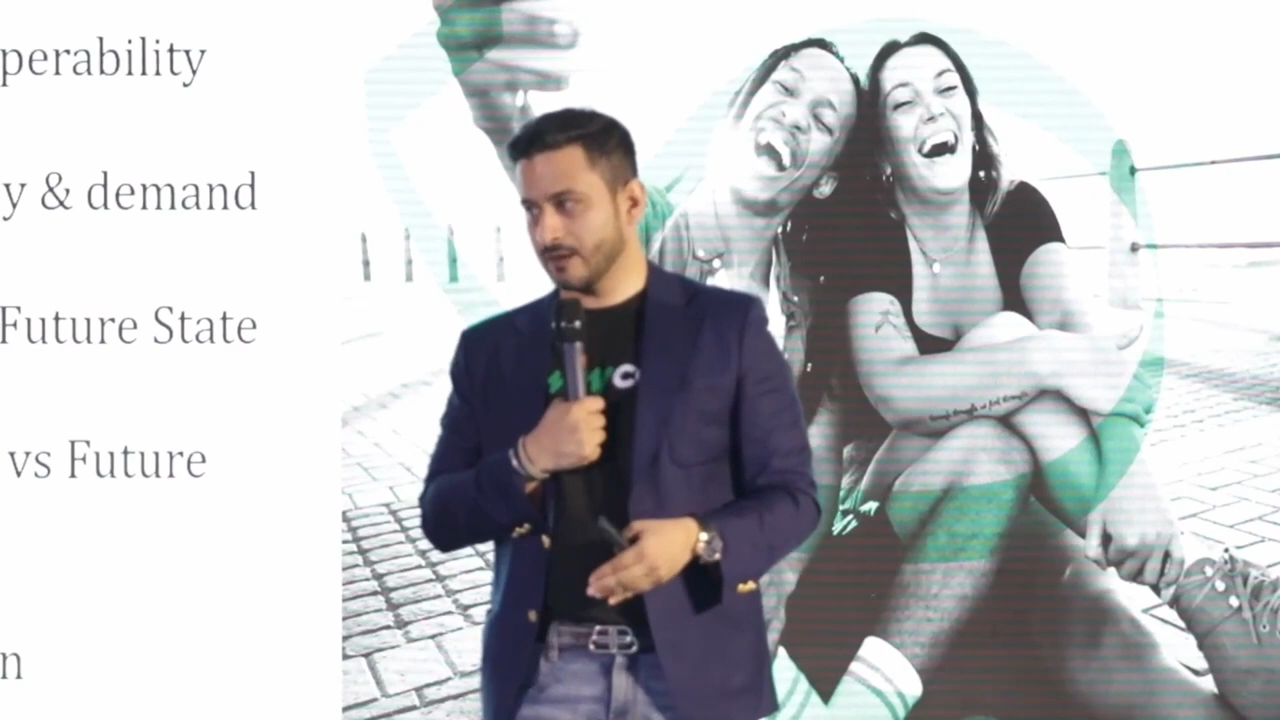 perability
y & demand
Future State
vs Future
n